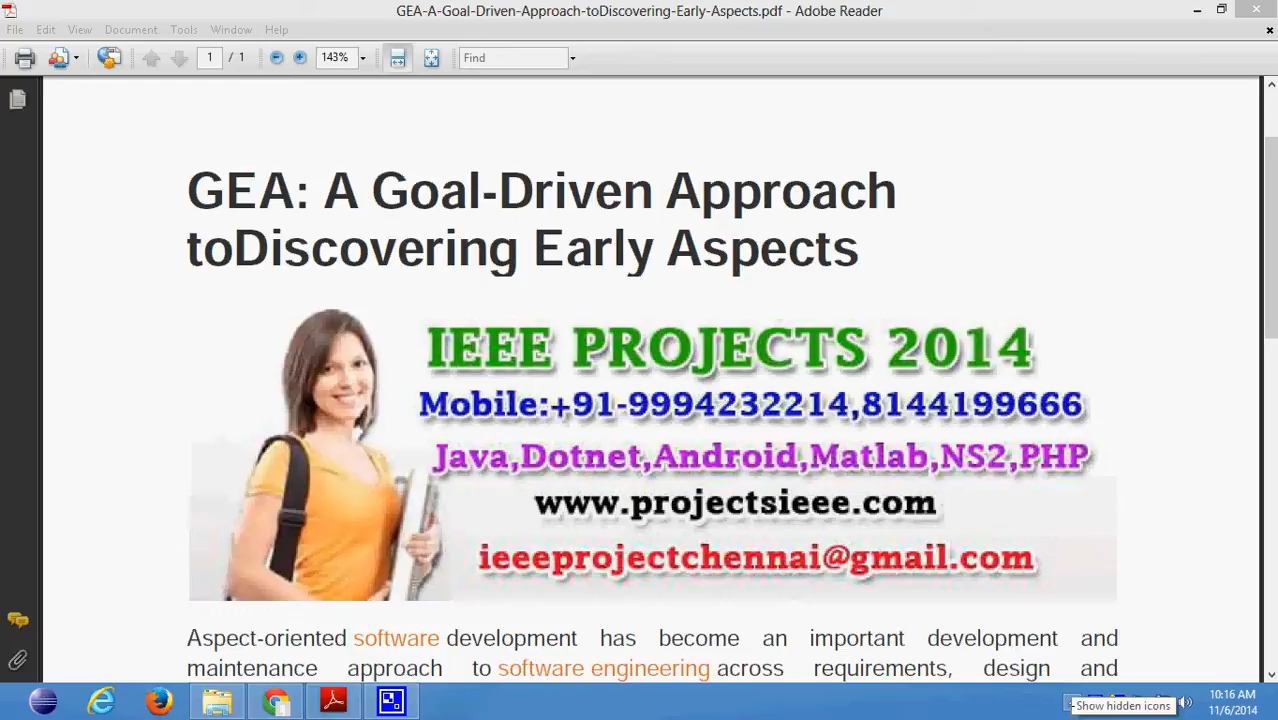 GEA-A-Goal-Driven-Approach-toDiscovering-Early-Aspects.pdf - Adobe Reader
File Edit View Document Tools Window Help
1 / 1 143% Find
GEA: A Goal-Driven Approach
toDiscovering Early Aspects
IEEE PROJECTS 2014
Mobile:+91-9994232214,8144199666
Java,Dotnet,Android,Matlab,NS2,PHP
www.projectsieee.com
ieeeprojectchennai@gmail.com
Aspect-oriented software development has become an important development and
maintenance approach to software engineering across requirements, design and
10:16 AM
Show hidden icons
11/6/2014